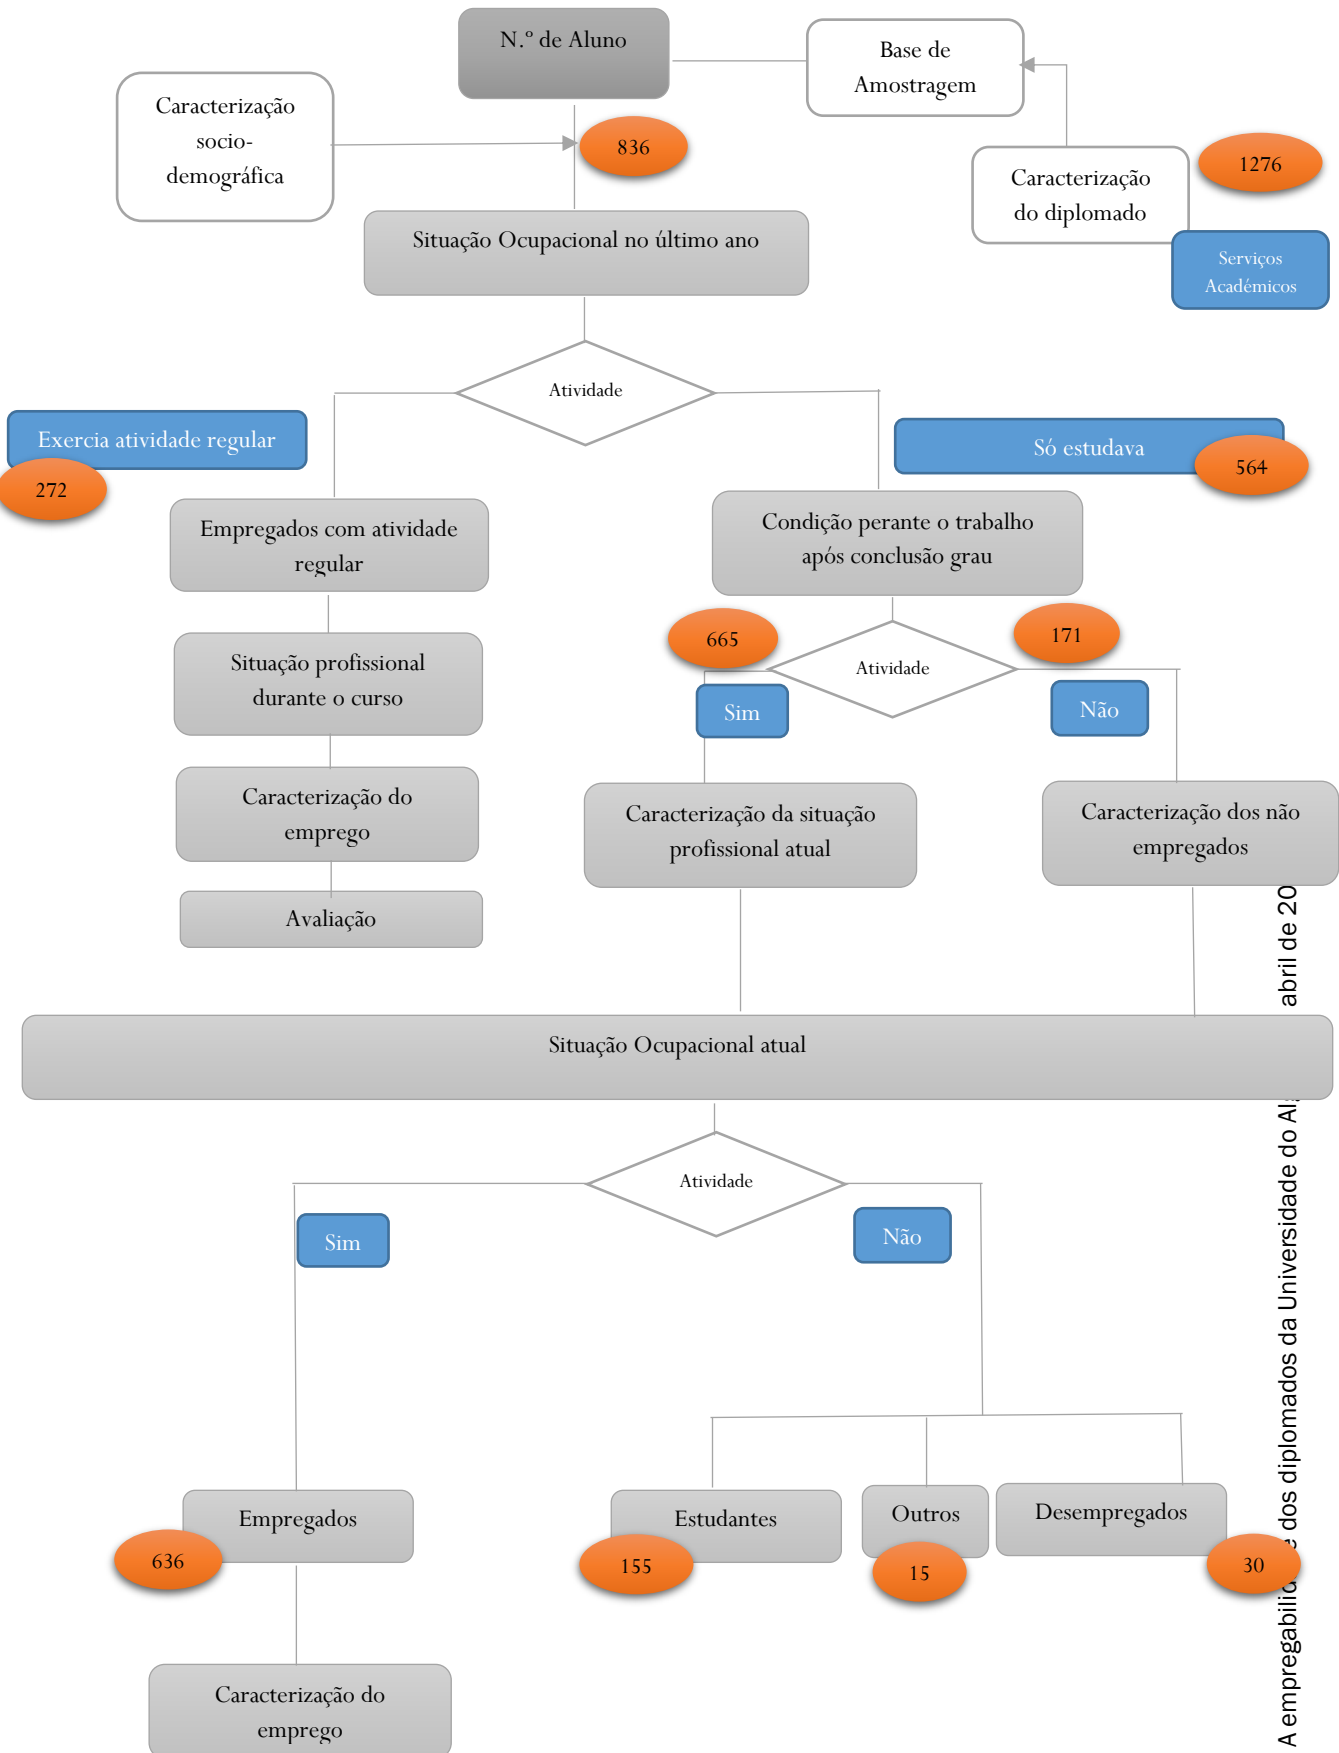 N.º de Aluno
Base de
Amostragem
Caracterização
socio-
demográfica
836
1276
Caracterização
do diplomado
Situação Ocupacional no último ano
Serviços
Académicos
Atividade
Exercia atividade regular
272
Só estudava
564
Empregados com atividade
regular
Condição perante o trabalho
após conclusão grau
665
171
Atividade
Situação profissional
durante o curso
Sim
Não
Caracterização do
emprego
Caracterização da situação
profissional atual
Caracterização dos não
empregados
Avaliação
Situação Ocupacional atual
Atividade
Sim
Não
Empregados
636
Estudantes
155
Outros
15
Desempregados
30
Caracterização do
emprego
A empregabilid e dos diplomados da Universidade do Al abril de 20